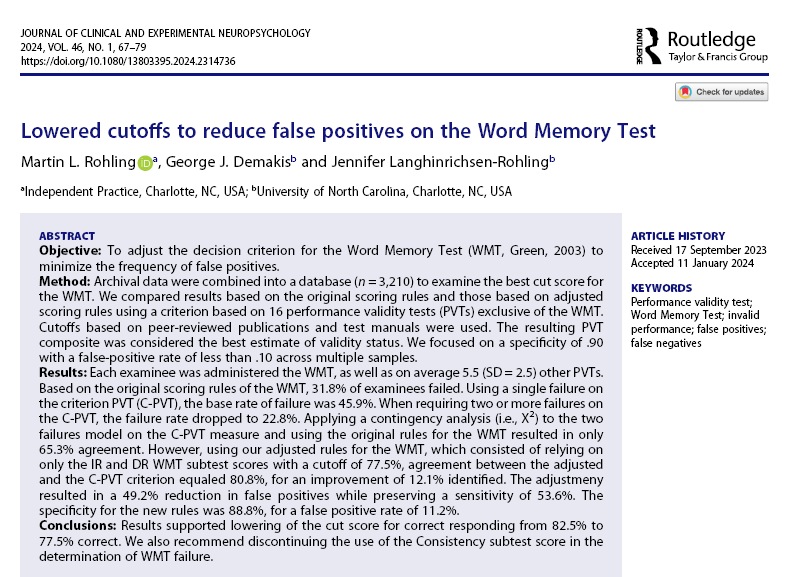 JOURNAL OF CLINICAL AND EXPERIMENTAL NEUROPSYCHOLOGY
2024, VOL. 46, NO. 1, 67–79
https://doi.org/10.1080/13803395.2024.2314736
ROUTLEDGE
Routledge
Taylor & Francis Group
Check for updates
Lowered cutoffs to reduce false positives on the Word Memory Test
Martin L. Rohling iD a, George J. Demakis b and Jennifer Langhinrichsen-Rohling b
aIndependent Practice, Charlotte, NC, USA; bUniversity of North Carolina, Charlotte, NC, USA
ABSTRACT
Objective: To adjust the decision criterion for the Word Memory Test (WMT, Green, 2003) to
minimize the frequency of false positives.
Method: Archival data were combined into a database (n = 3,210) to examine the best cut score for
the WMT. We compared results based on the original scoring rules and those based on adjusted
scoring rules using a criterion based on 16 performance validity tests (PVTs) exclusive of the WMT.
Cutoffs based on peer-reviewed publications and test manuals were used. The resulting PVT
composite was considered the best estimate of validity status. We focused on a specificity of .90
with a false-positive rate of less than .10 across multiple samples.
Results: Each examinee was administered the WMT, as well as on average 5.5 (SD = 2.5) other PVTs.
Based on the original scoring rules of the WMT, 31.8% of examinees failed. Using a single failure on
the criterion PVT (C-PVT), the base rate of failure was 45.9%. When requiring two or more failures on
the C-PVT, the failure rate dropped to 22.8%. Applying a contingency analysis (i.e., X²) to the two
failures model on the C-PVT measure and using the original rules for the WMT resulted in only
65.3% agreement. However, using our adjusted rules for the WMT, which consisted of relying on
only the IR and DR WMT subtest scores with a cutoff of 77.5%, agreement between the adjusted
and the C-PVT criterion equaled 80.8%, for an improvement of 12.1% identified. The adjustmeny
resulted in a 49.2% reduction in false positives while preserving a sensitivity of 53.6%. The
specificity for the new rules was 88.8%, for a false positive rate of 11.2%.
Conclusions: Results supported lowering of the cut score for correct responding from 82.5% to
77.5% correct. We also recommend discontinuing the use of the Consistency subtest score in the
determination of WMT failure.
ARTICLE HISTORY
Received 17 September 2023
Accepted 11 January 2024
KEYWORDS
Performance validity test;
Word Memory Test; invalid
performance; false positives;
false negatives